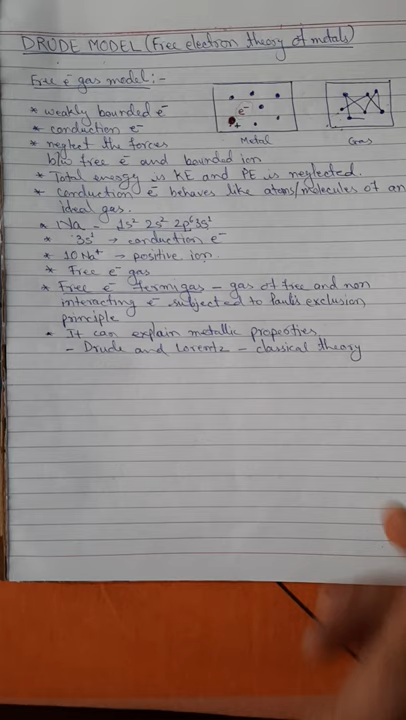 DRUDE MODEL (Free electron theory of metals)
Free e⁻ gas model:-
* weakly bounded e⁻
* conduction e⁻
* neglect the forces
b/w free e⁻ and bounded ion
e⁻
+
Metal
Gas
* Total energy is KE and PE is neglected.
* conduction e⁻ behaves like atoms/molecules of an
ideal gas.
* Na - 1s² 2s² 2p⁶ 3s¹
* 3s¹ → conduction e⁻
* 10 Na⁺ → positive ion.
* Free e⁻ gas
* Free e⁻ fermigas - gas of free and non
interacting e⁻ subjected to Pauli's exclusion
principle
* It can explain metallic properties
- Drude and Lorentz - classical theory